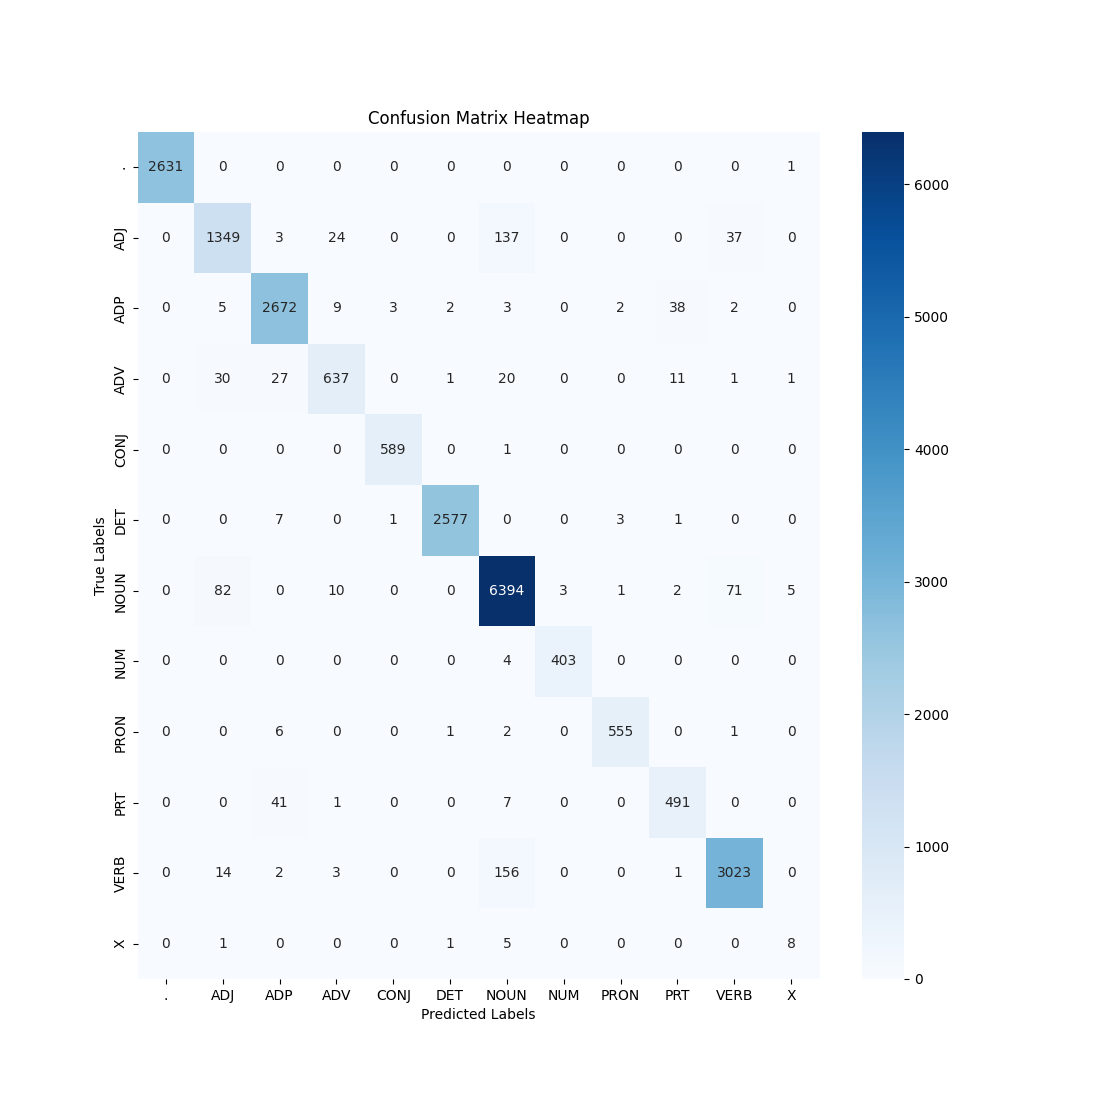 Confusion Matrix Heatmap
. 2631 0 0 0 0 0 0 0 0 0 0 1
ADJ 0 1349 3 24 0 0 137 0 0 0 37 0
ADP 0 5 2672 9 3 2 3 0 2 38 2 0
ADV 0 30 27 637 0 1 20 0 0 11 1 1
CONJ 0 0 0 0 589 0 1 0 0 0 0 0
DET 0 0 7 0 1 2577 0 0 3 1 0 0
NOUN 0 82 0 10 0 0 6394 3 1 2 71 5
NUM 0 0 0 0 0 0 4 403 0 0 0 0
PRON 0 0 6 0 0 1 2 0 555 0 1 0
PRT 0 0 41 1 0 0 7 0 0 491 0 0
VERB 0 14 2 3 0 0 156 0 0 1 3023 0
X 0 1 0 0 0 1 5 0 0 0 0 8
. ADJ ADP ADV CONJ DET NOUN NUM PRON PRT VERB X
Predicted Labels
True Labels
6000
5000
4000
3000
2000
1000
0